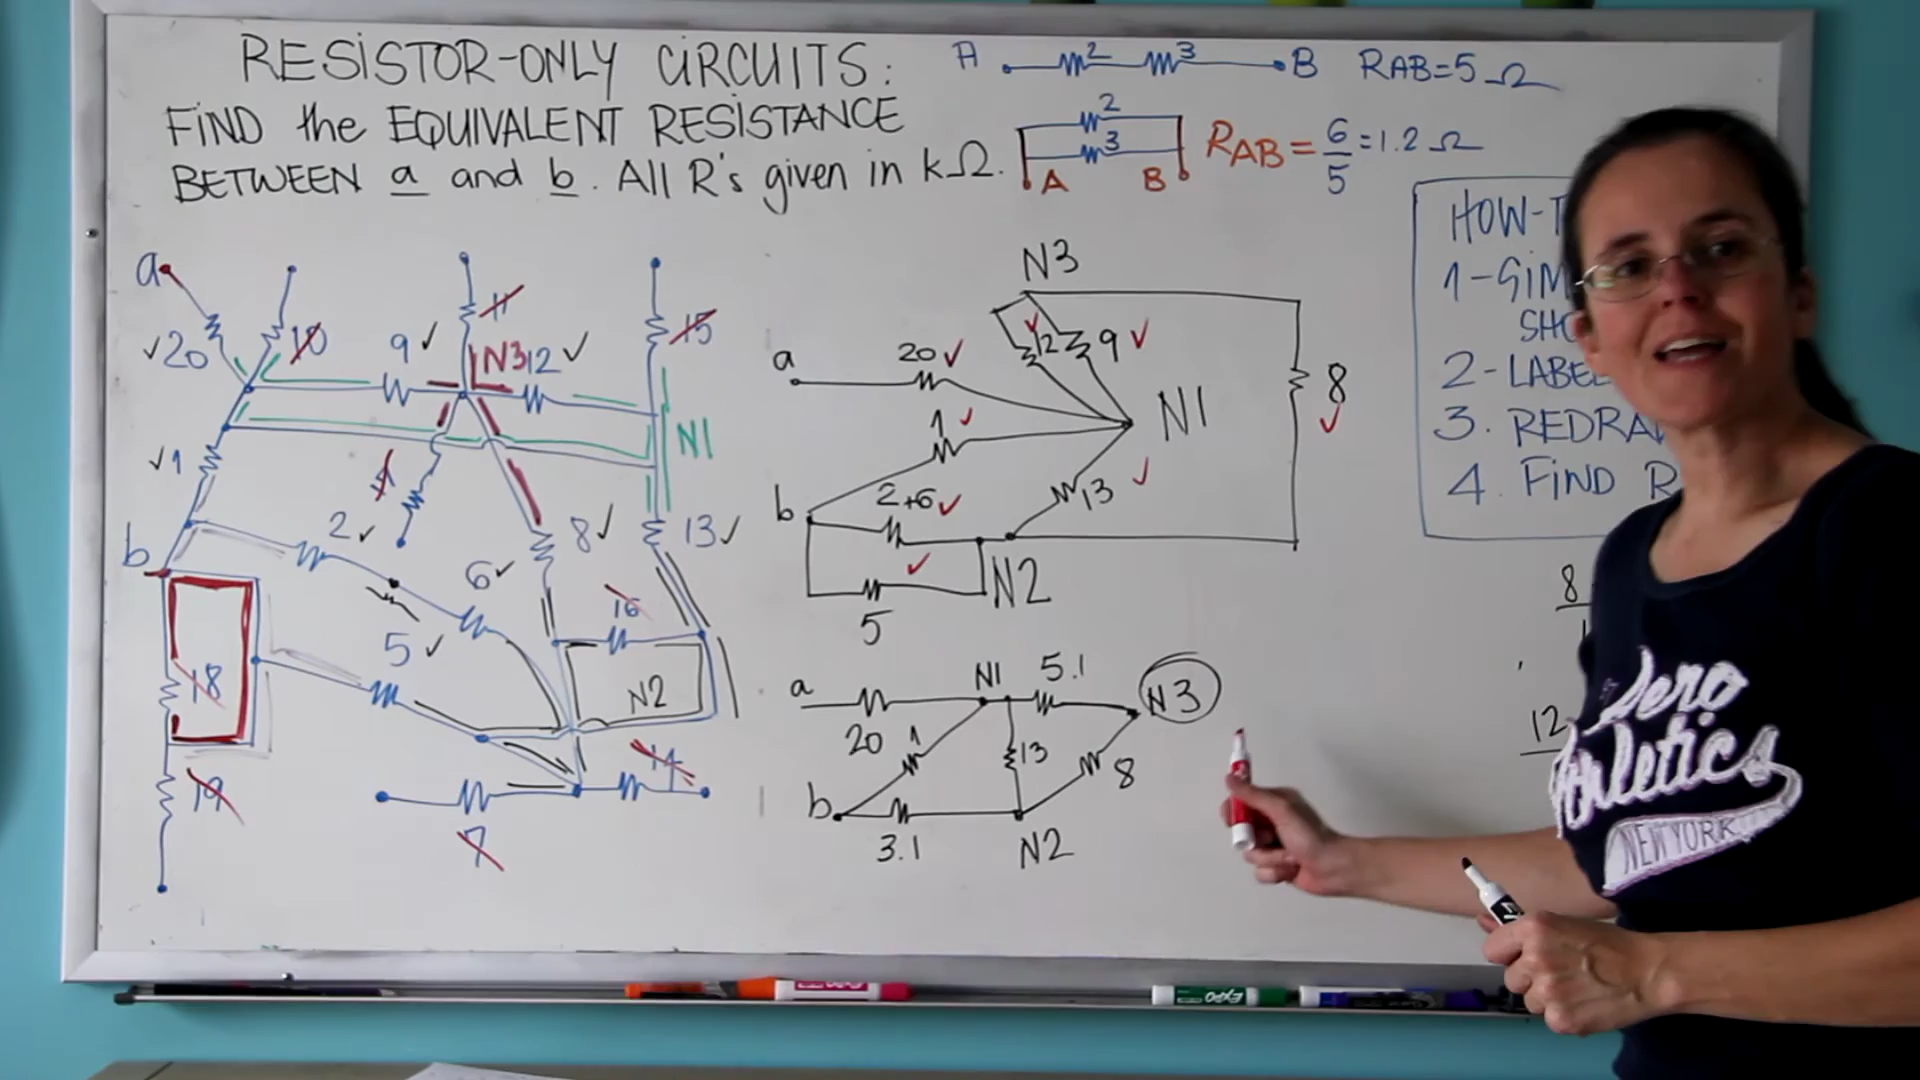 RESISTOR-ONLY CIRCUITS:
FIND the EQUIVALENT RESISTANCE
BETWEEN a and b. All R's given in kΩ.
A 2 3 B RAB=5 Ω
2
3
A B
RAB = 6/5 = 1.2 Ω
HOW-T
1-SiM
SHO
2-LABE
3. REDRA
4. FiND R
a
20
10
9
11
N3
12
15
N1
1
4
2
8
13
b
6
16
5
18
N2
19
14
7
N3
a
20
12
9
N1
8
1
b
2+6
13
N2
5
a
20
N1
5.1
N3
1
13
8
b
3.1
N2
8
1
12
Aero
Athletics
NEW YORK
EXPO
EXPO